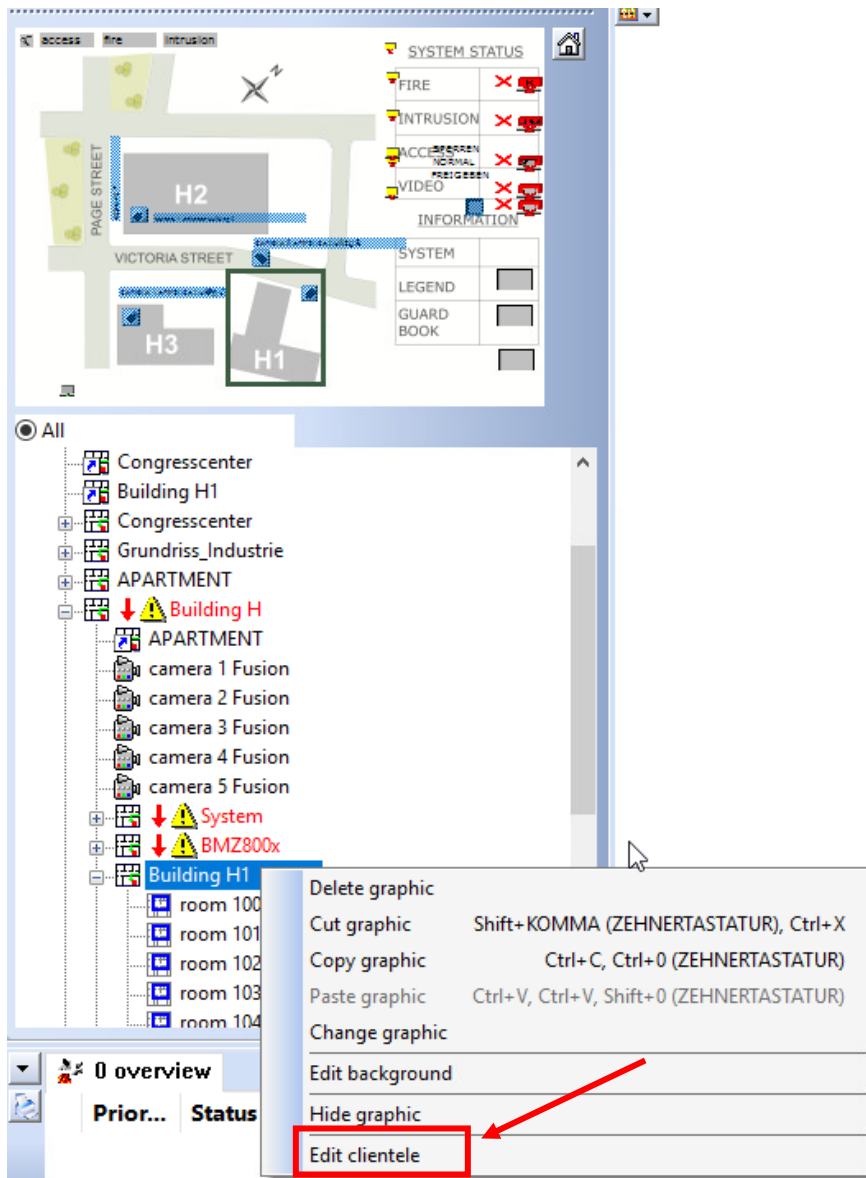 access fire intrusion
N
SYSTEM STATUS
FIRE
INTRUSION
ACCESS
SPERREN
NORMAL
FREIGEBEN
VIDEO
INFORMATION
SYSTEM
LEGEND
GUARD
BOOK
PAGE STREET
H2
VICTORIA STREET
H3
H1
All
Congresscenter
Building H1
Congresscenter
Grundriss_Industrie
APARTMENT
Building H
APARTMENT
camera 1 Fusion
camera 2 Fusion
camera 3 Fusion
camera 4 Fusion
camera 5 Fusion
System
BMZ800x
Building H1
room 100
room 101
room 102
room 103
room 104
Delete graphic
Cut graphic Shift+KOMMA (ZEHNERTASTATUR), Ctrl+X
Copy graphic Ctrl+C, Ctrl+0 (ZEHNERTASTATUR)
Paste graphic Ctrl+V, Ctrl+V, Shift+0 (ZEHNERTASTATUR)
Change graphic
Edit background
Hide graphic
Edit clientele
0 overview
Prior... Status